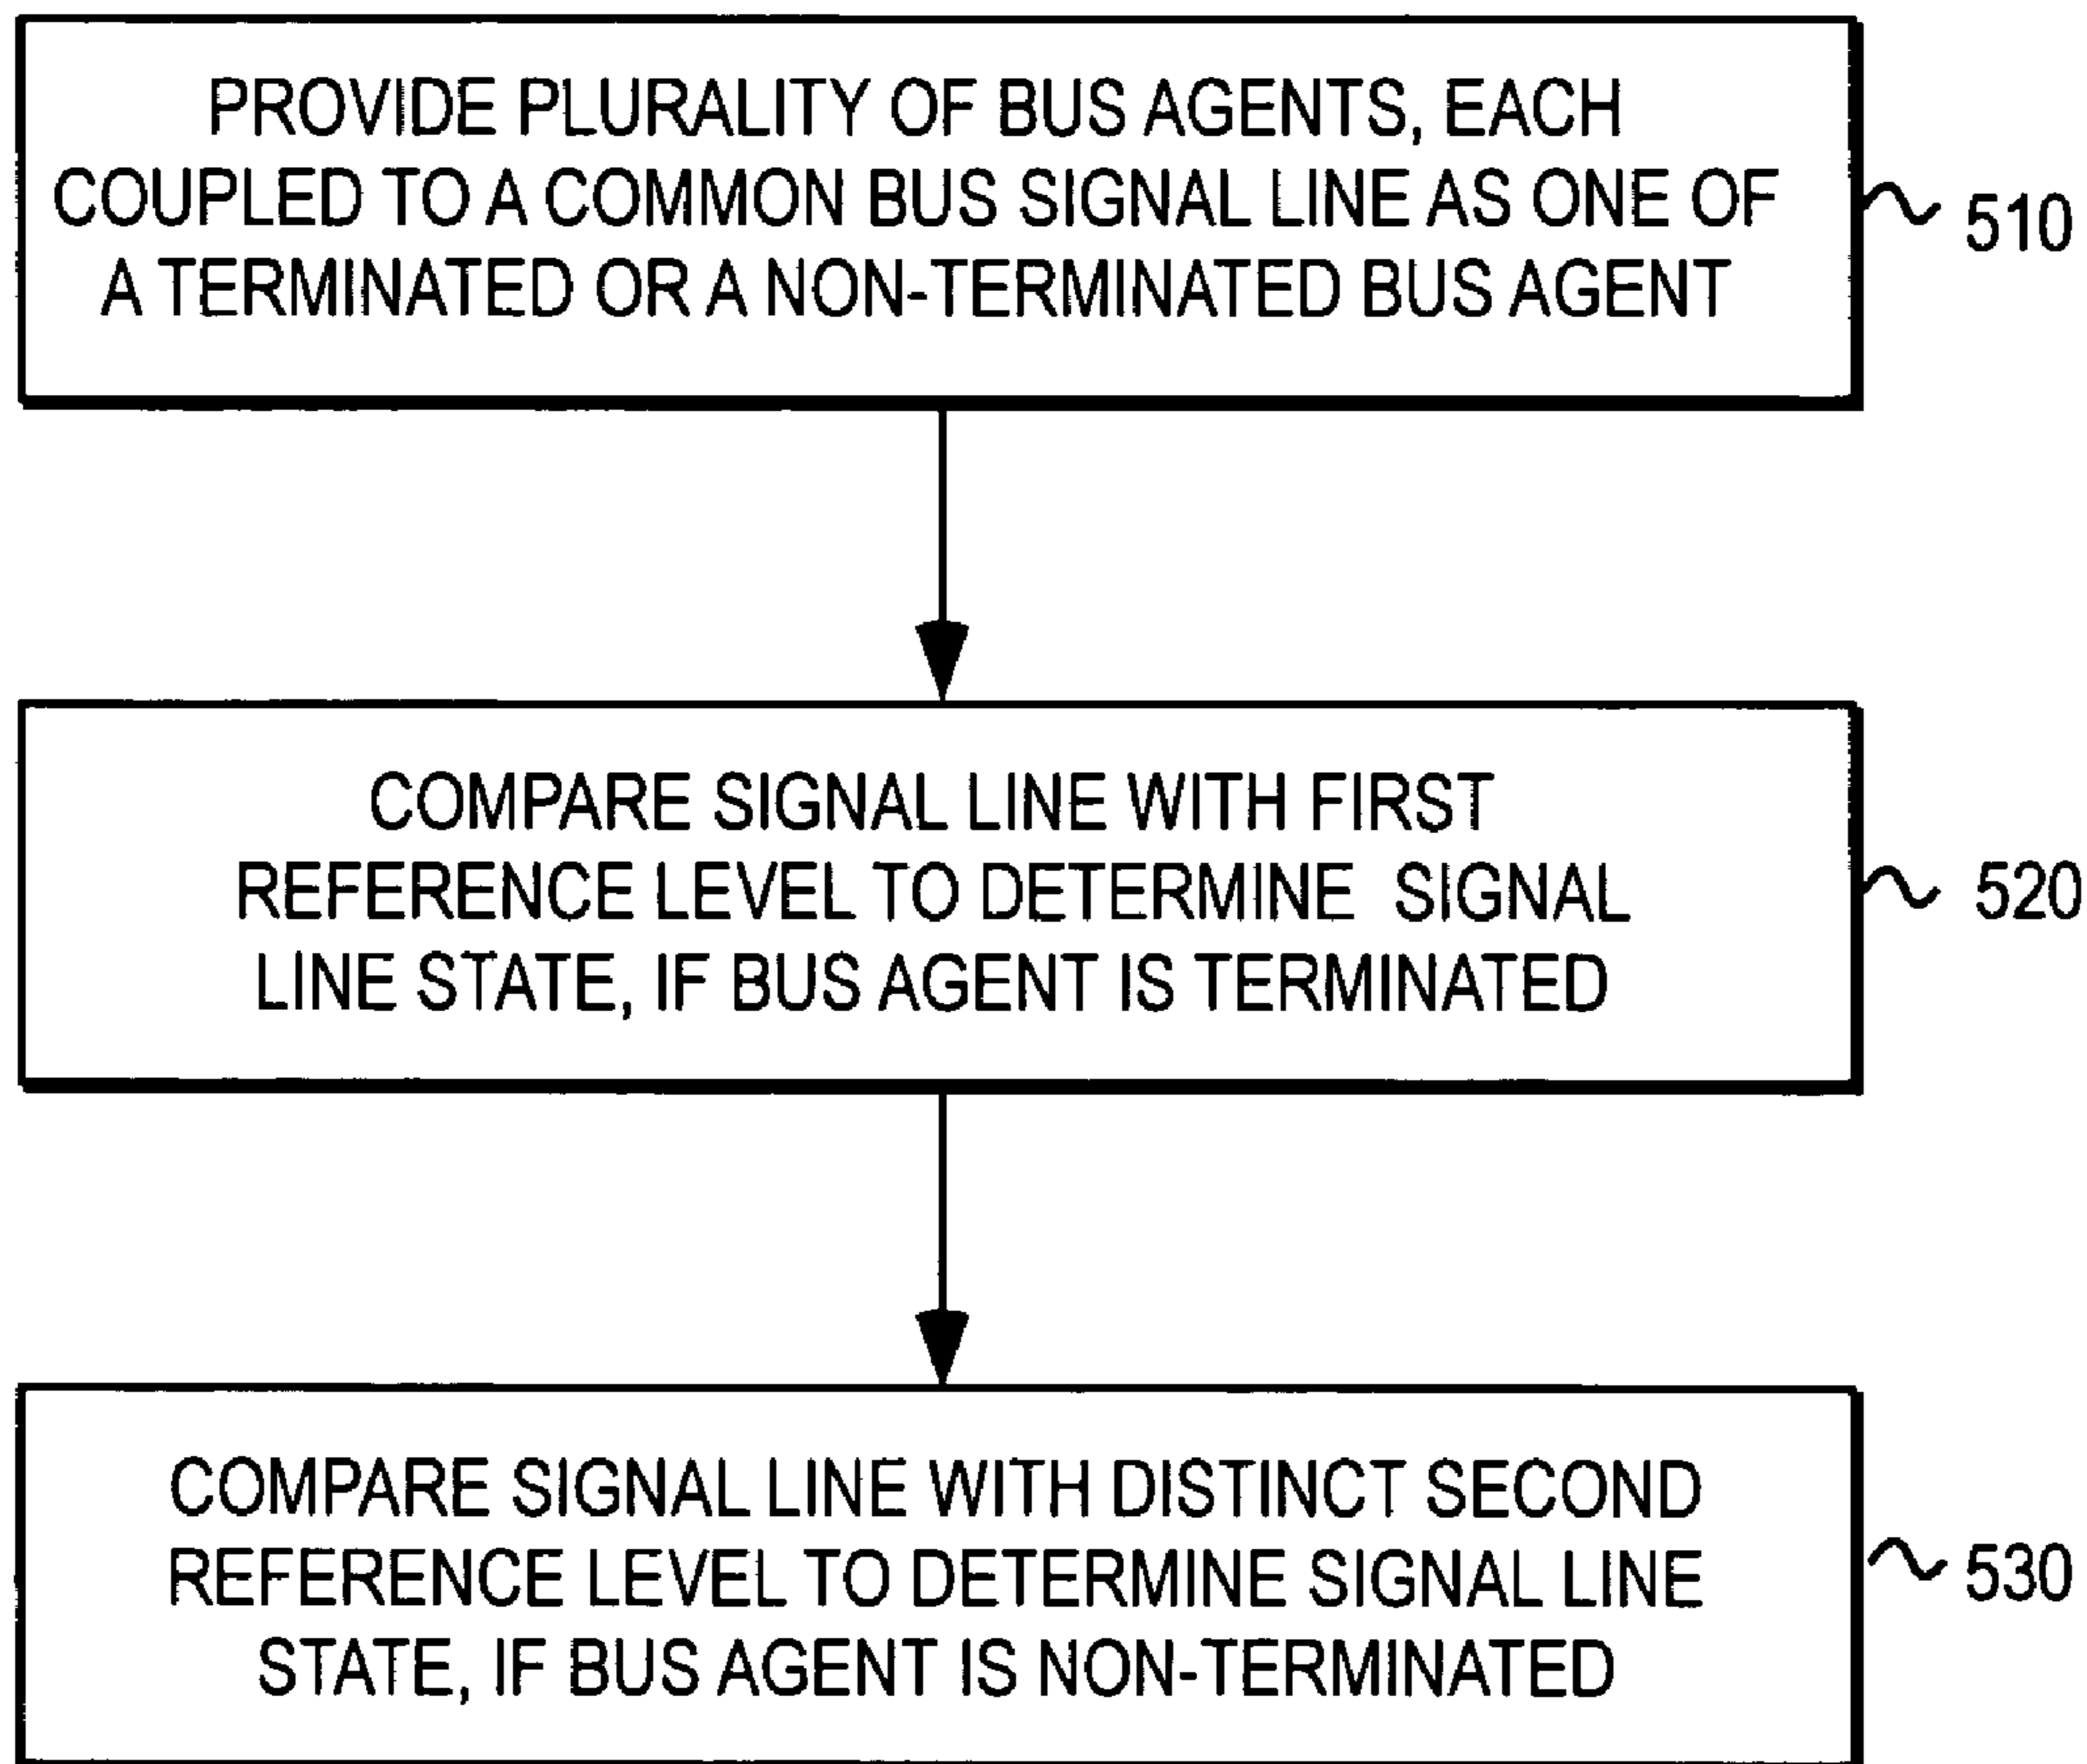 PROVIDE PLURALITY OF BUS AGENTS, EACH
COUPLED TO A COMMON BUS SIGNAL LINE AS ONE OF
A TERMINATED OR A NON-TERMINATED BUS AGENT
510
COMPARE SIGNAL LINE WITH FIRST
REFERENCE LEVEL TO DETERMINE SIGNAL
LINE STATE, IF BUS AGENT IS TERMINATED
520
COMPARE SIGNAL LINE WITH DISTINCT SECOND
REFERENCE LEVEL TO DETERMINE SIGNAL LINE
STATE, IF BUS AGENT IS NON-TERMINATED
530